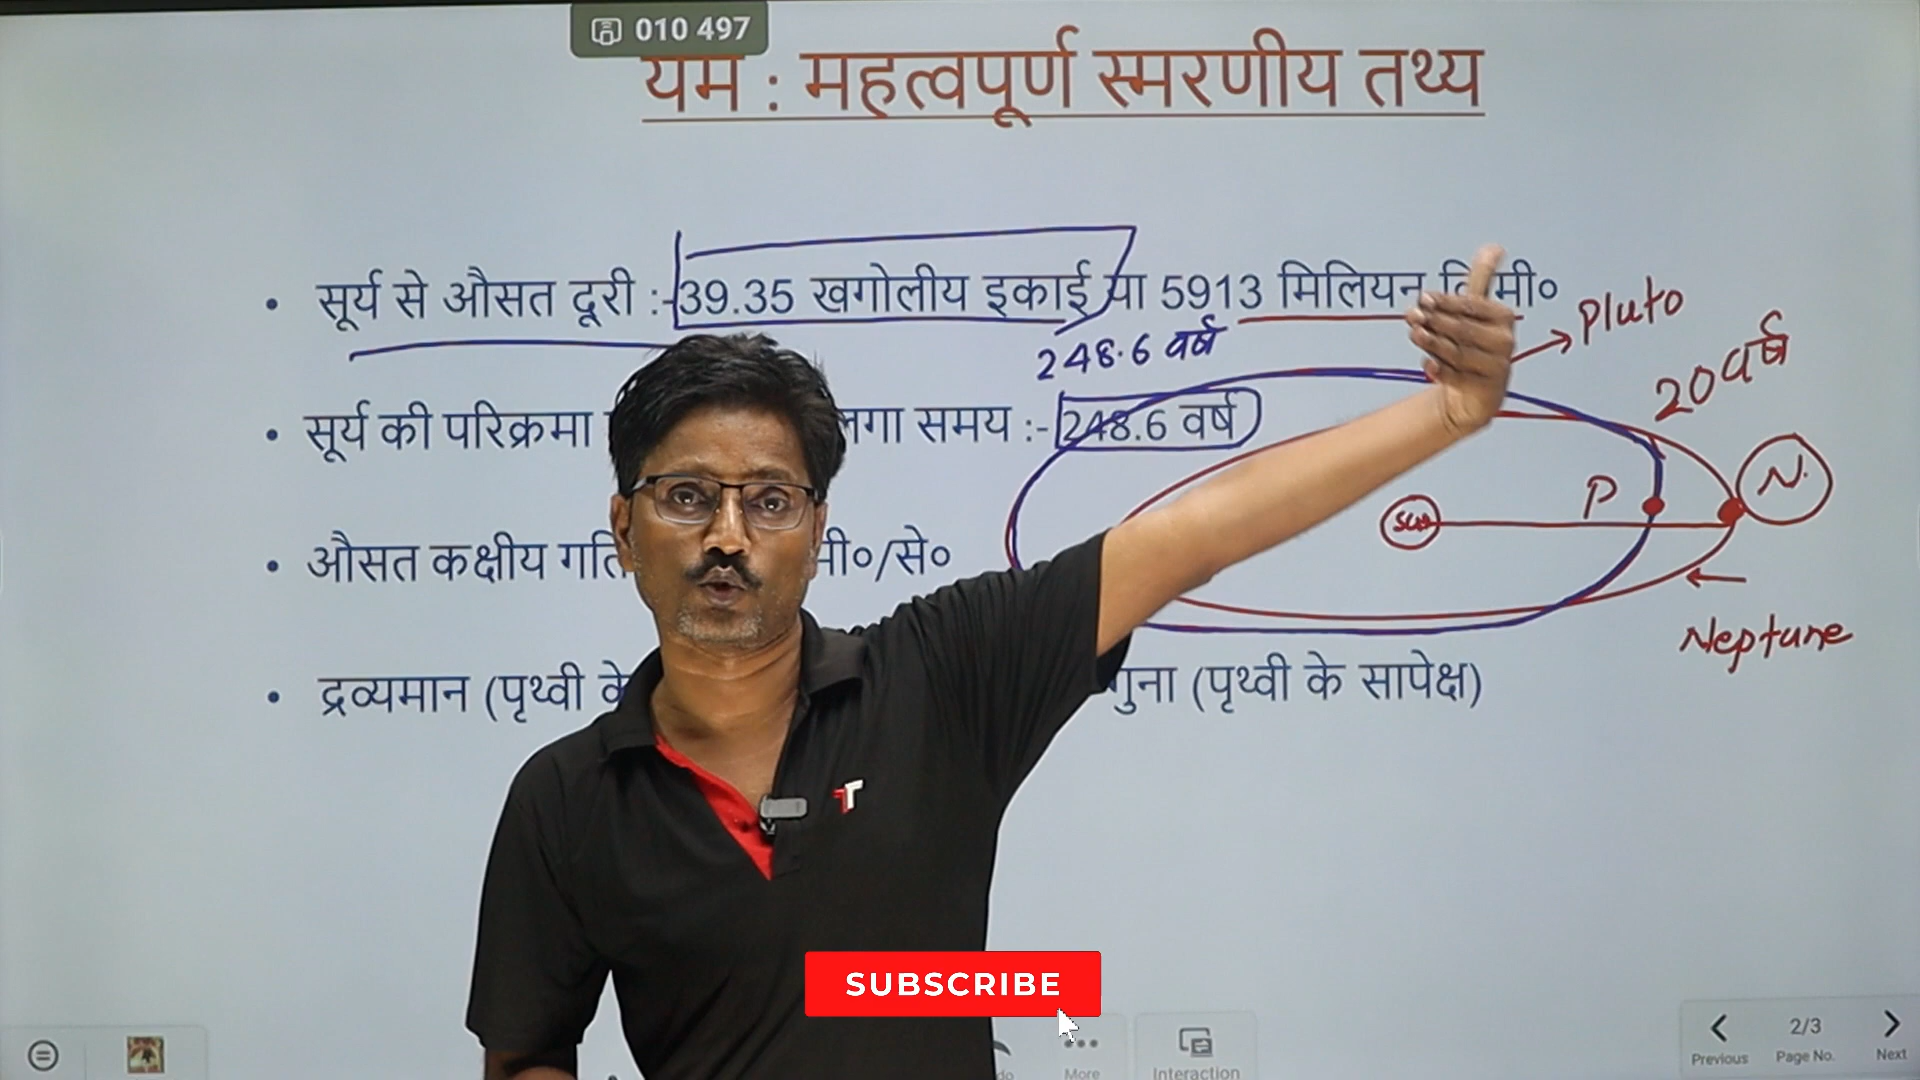 010 497
यम : महत्वपूर्ण स्मरणीय तथ्य
• सूर्य से औसत दूरी :-39.35 खगोलीय इकाई या 5913 मिलियन मी०
Pluto
248.6 वर्ष
20 वर्ष
• सूर्य की परिक्रमा लगा समय :- 248.6 वर्ष
N.
P
• औसत कक्षीय गति मी०/से०
Neptune
• द्रव्यमान (पृथ्वी के गुना (पृथ्वी के सापेक्ष)
T
SUBSCRIBE
2/3
Previous Page No. Next
More Interaction